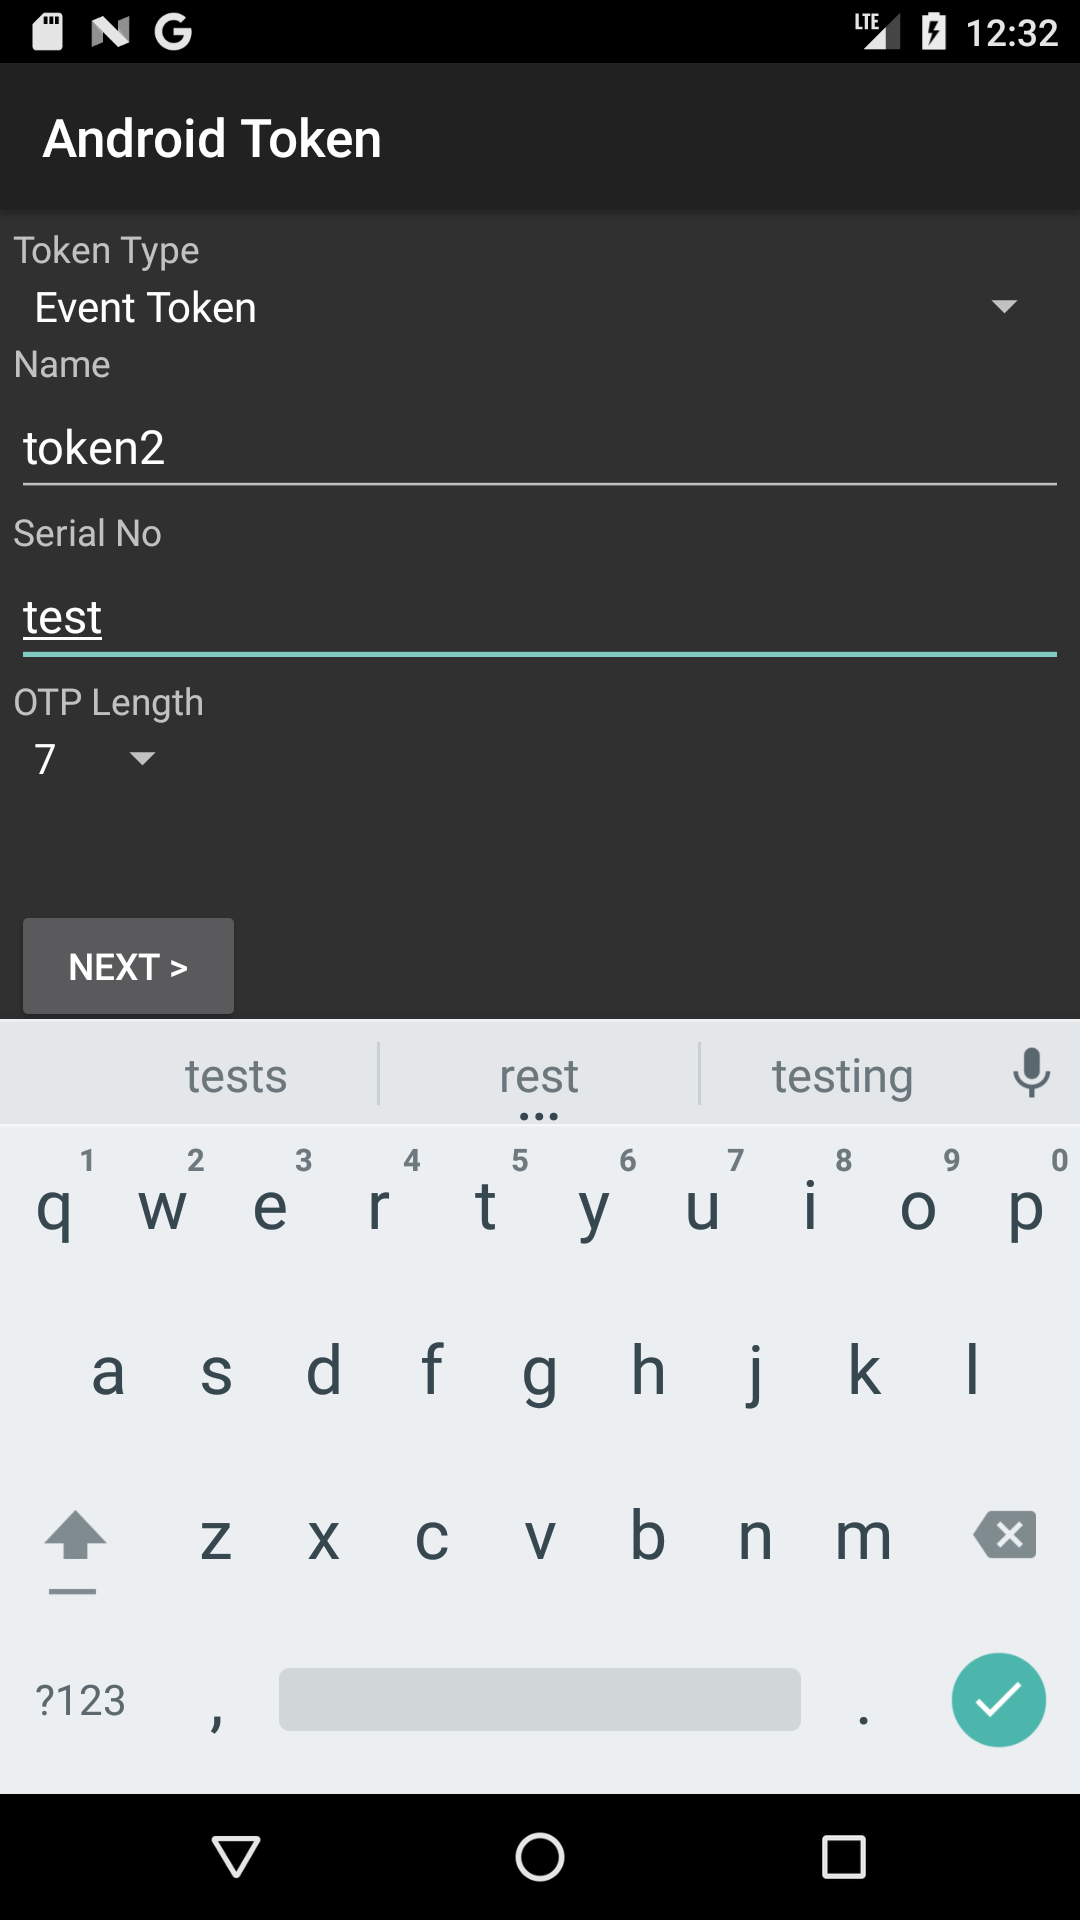 LTE 12:32
Android Token
Token Type
Event Token
Name
token2
Serial No
test
OTP Length
7
NEXT >
tests rest testing
1 2 3 4 5 6 7 8 9 0
q w e r t y u i o p
a s d f g h j k l
z x c v b n m
?123 , .